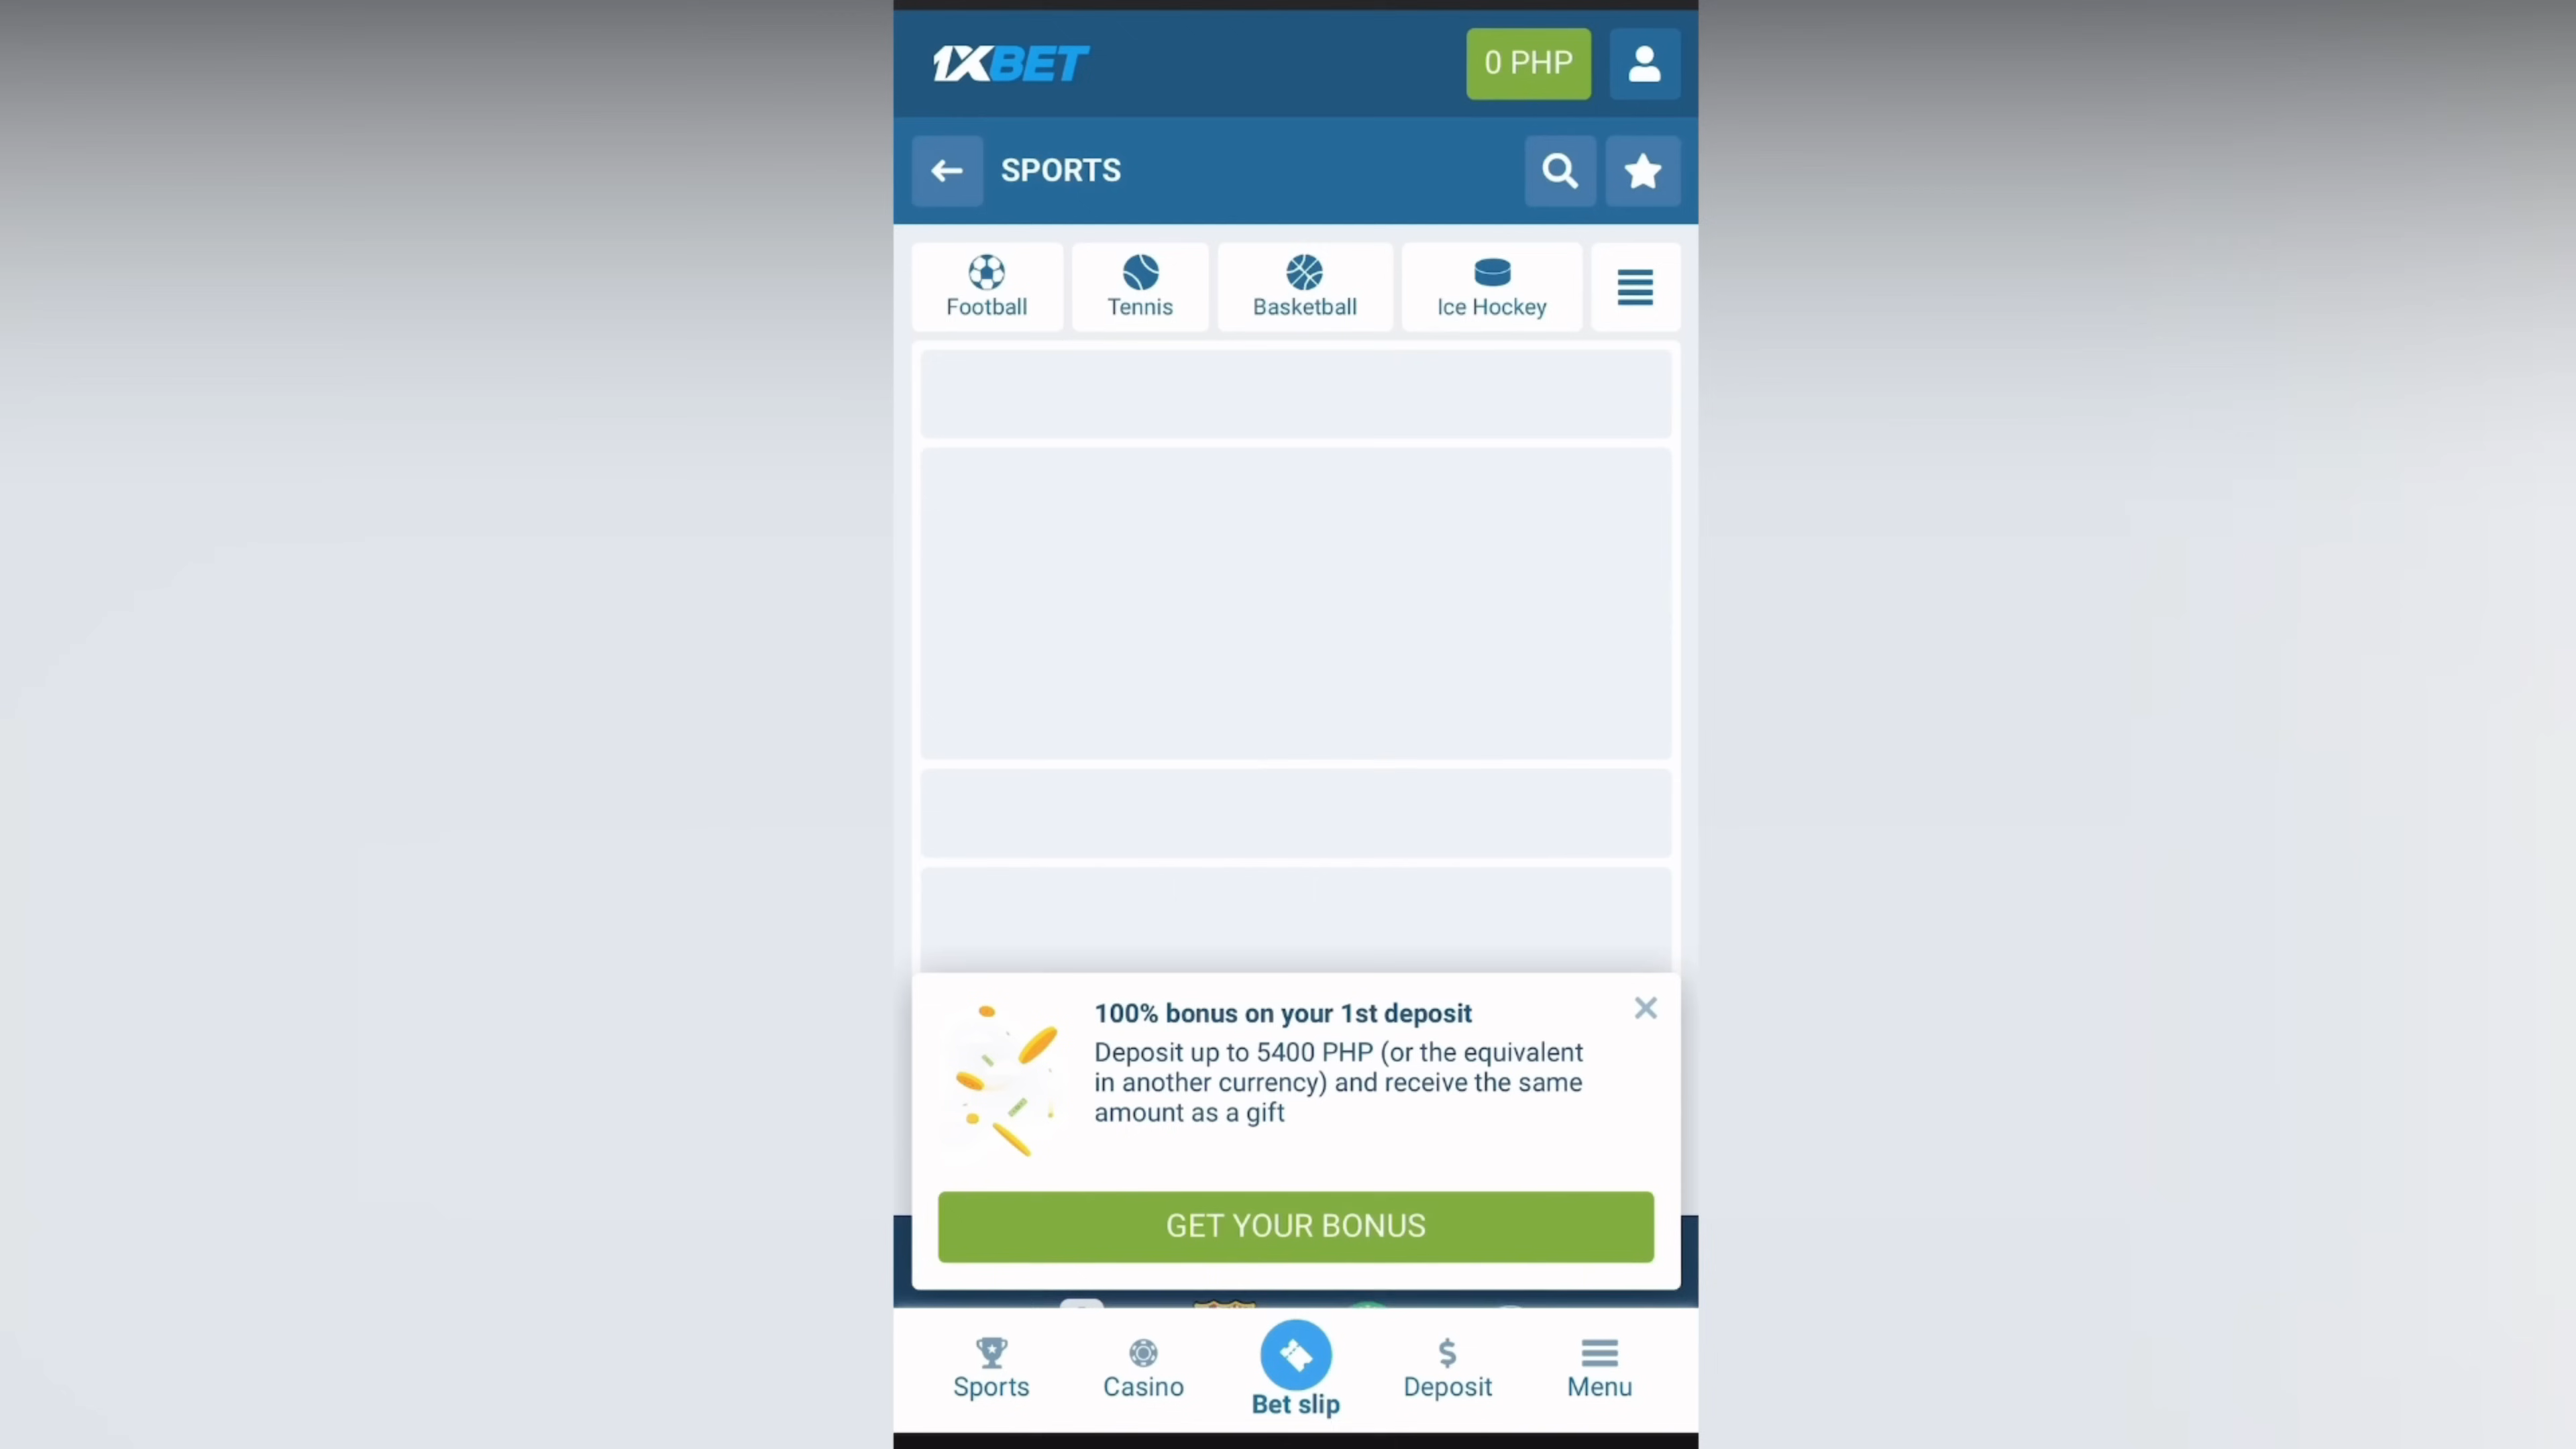 1XBET
0 PHP
SPORTS
Football
Tennis
Basketball
Ice Hockey
100% bonus on your 1st deposit
Deposit up to 5400 PHP (or the equivalent
in another currency) and receive the same
amount as a gift
GET YOUR BONUS
Sports
Casino
Bet slip
Deposit
Menu